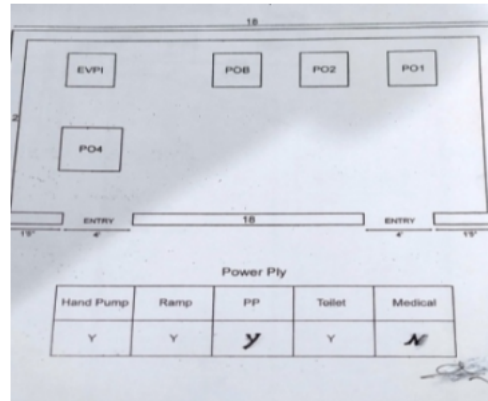 18
EVPI POB PO2 PO1
2
PO4
ENTRY 18 ENTRY
15" 4' 4' 15"
Power Ply
Hand Pump Ramp PP Toilet Medical
Y Y Y Y N